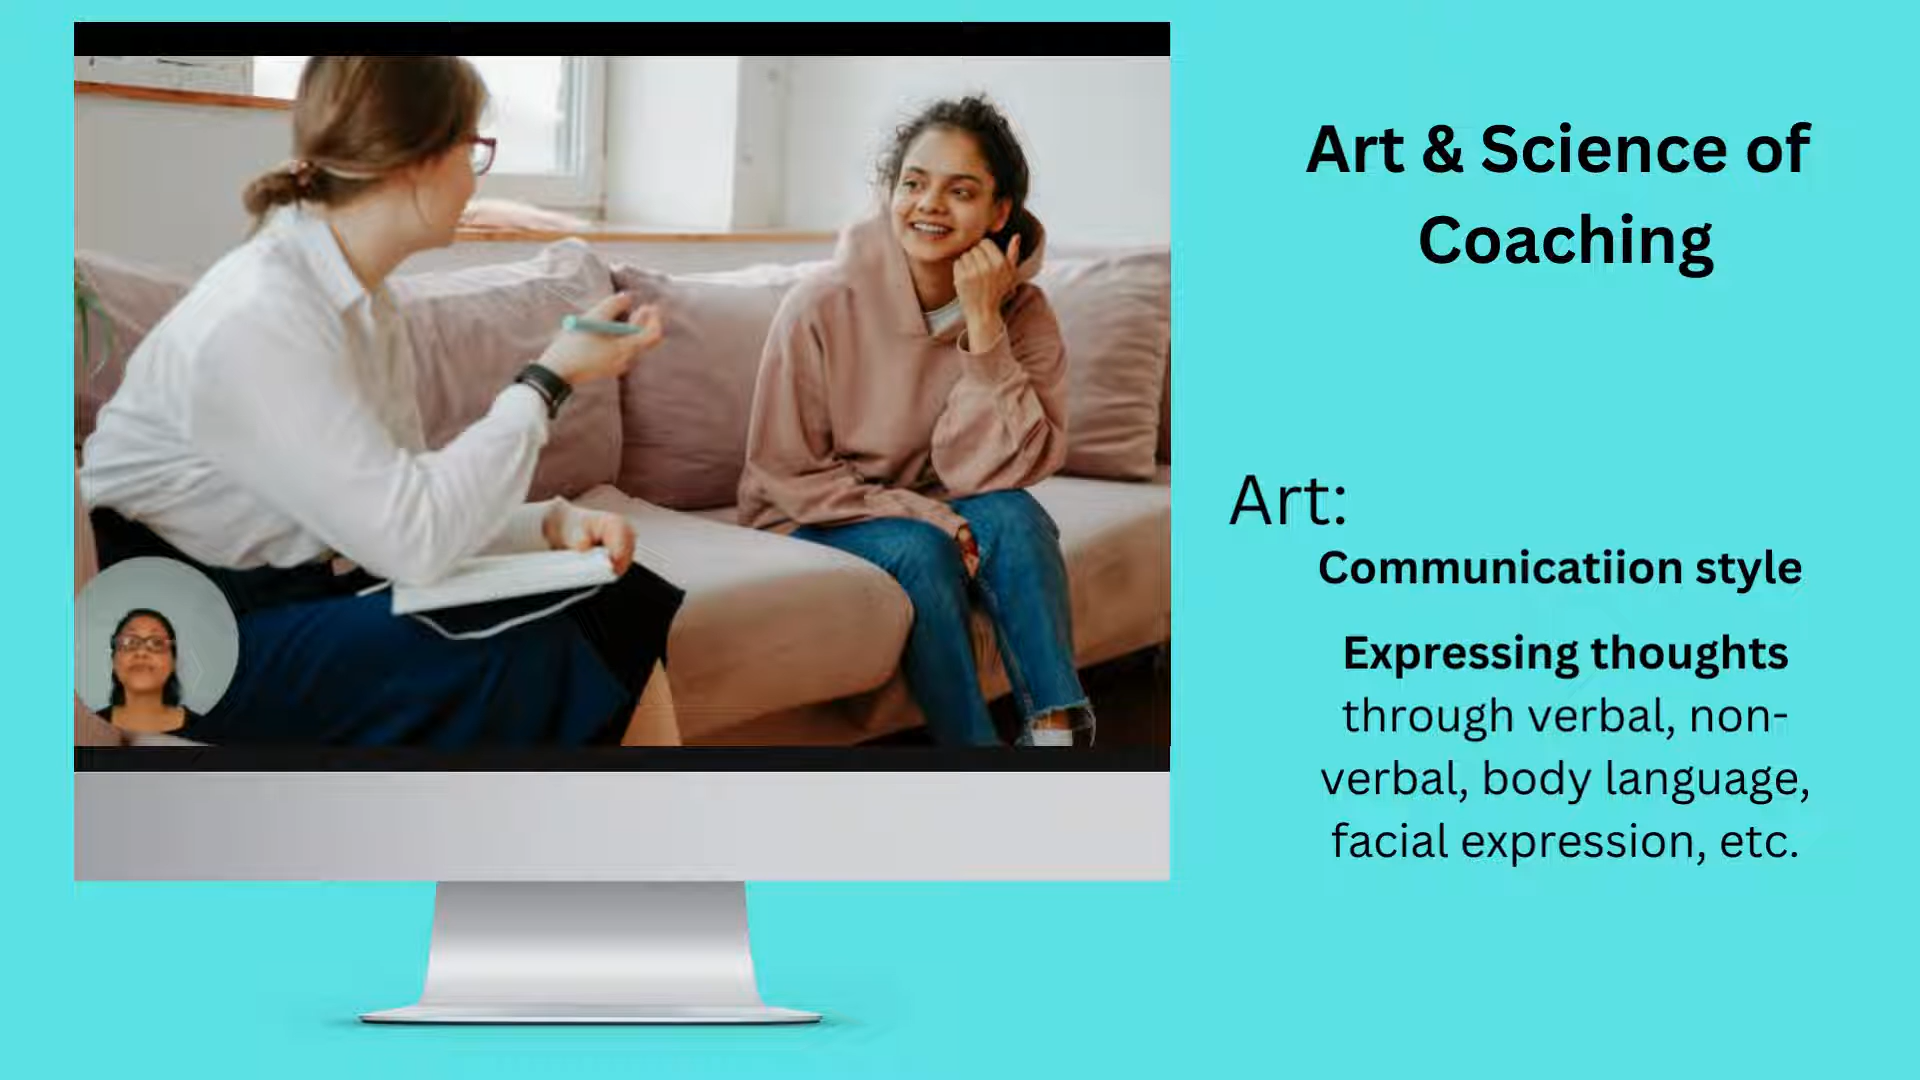 Art & Science of
Coaching
Art:
Communicatiion style
Expressing thoughts
through verbal, non-
verbal, body language,
facial expression, etc.